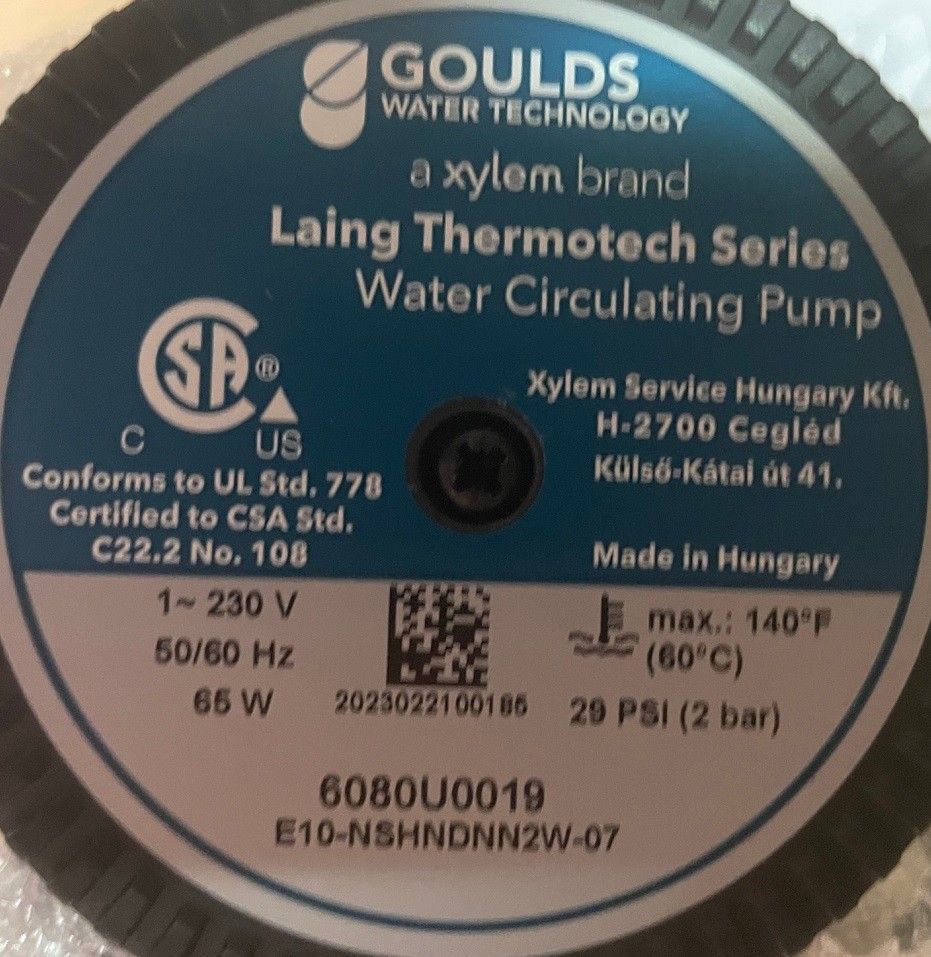 GOULDS
WATER TECHNOLOGY
a xylem brand
Laing Thermotech Series
Water Circulating Pump
CSA®
C US
Conforms to UL Std. 778
Certified to CSA Std.
C22.2 No. 108
Xylem Service Hungary Kft.
H-2700 Cegléd
Külső-Kátai út 41.
Made in Hungary
1~ 230 V
50/60 Hz
65 W
2023022100185
max.: 140°F
(60°C)
29 PSI (2 bar)
6080U0019
E10-NSHNDNN2W-07